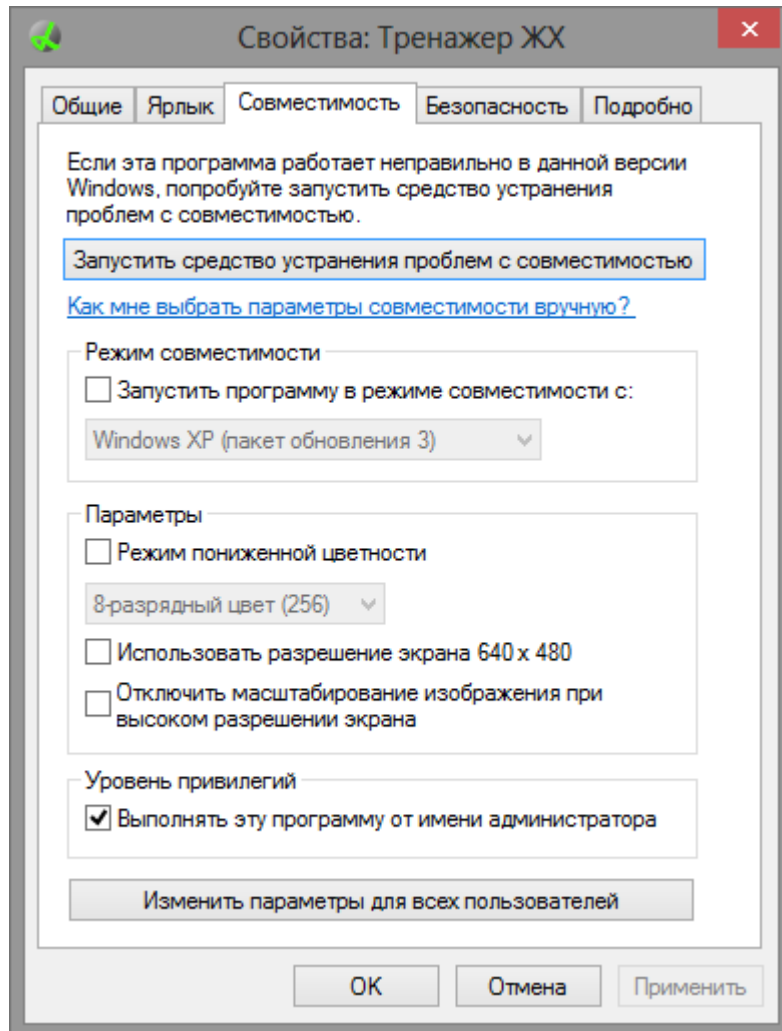 Свойства: Тренажер ЖХ
Общие Ярлык Совместимость Безопасность Подробно
Если эта программа работает неправильно в данной версии
Windows, попробуйте запустить средство устранения
проблем с совместимостью.
Запустить средство устранения проблем с совместимостью
Как мне выбрать параметры совместимости вручную?
Режим совместимости
Запустить программу в режиме совместимости с:
Windows XP (пакет обновления 3)
Параметры
Режим пониженной цветности
8-разрядный цвет (256)
Использовать разрешение экрана 640 x 480
Отключить масштабирование изображения при
высоком разрешении экрана
Уровень привилегий
Выполнять эту программу от имени администратора
Изменить параметры для всех пользователей
OK Отмена Применить